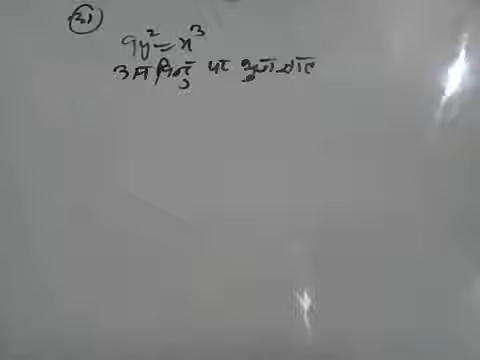 21)
9y² = x³
उस बिन्दु पर